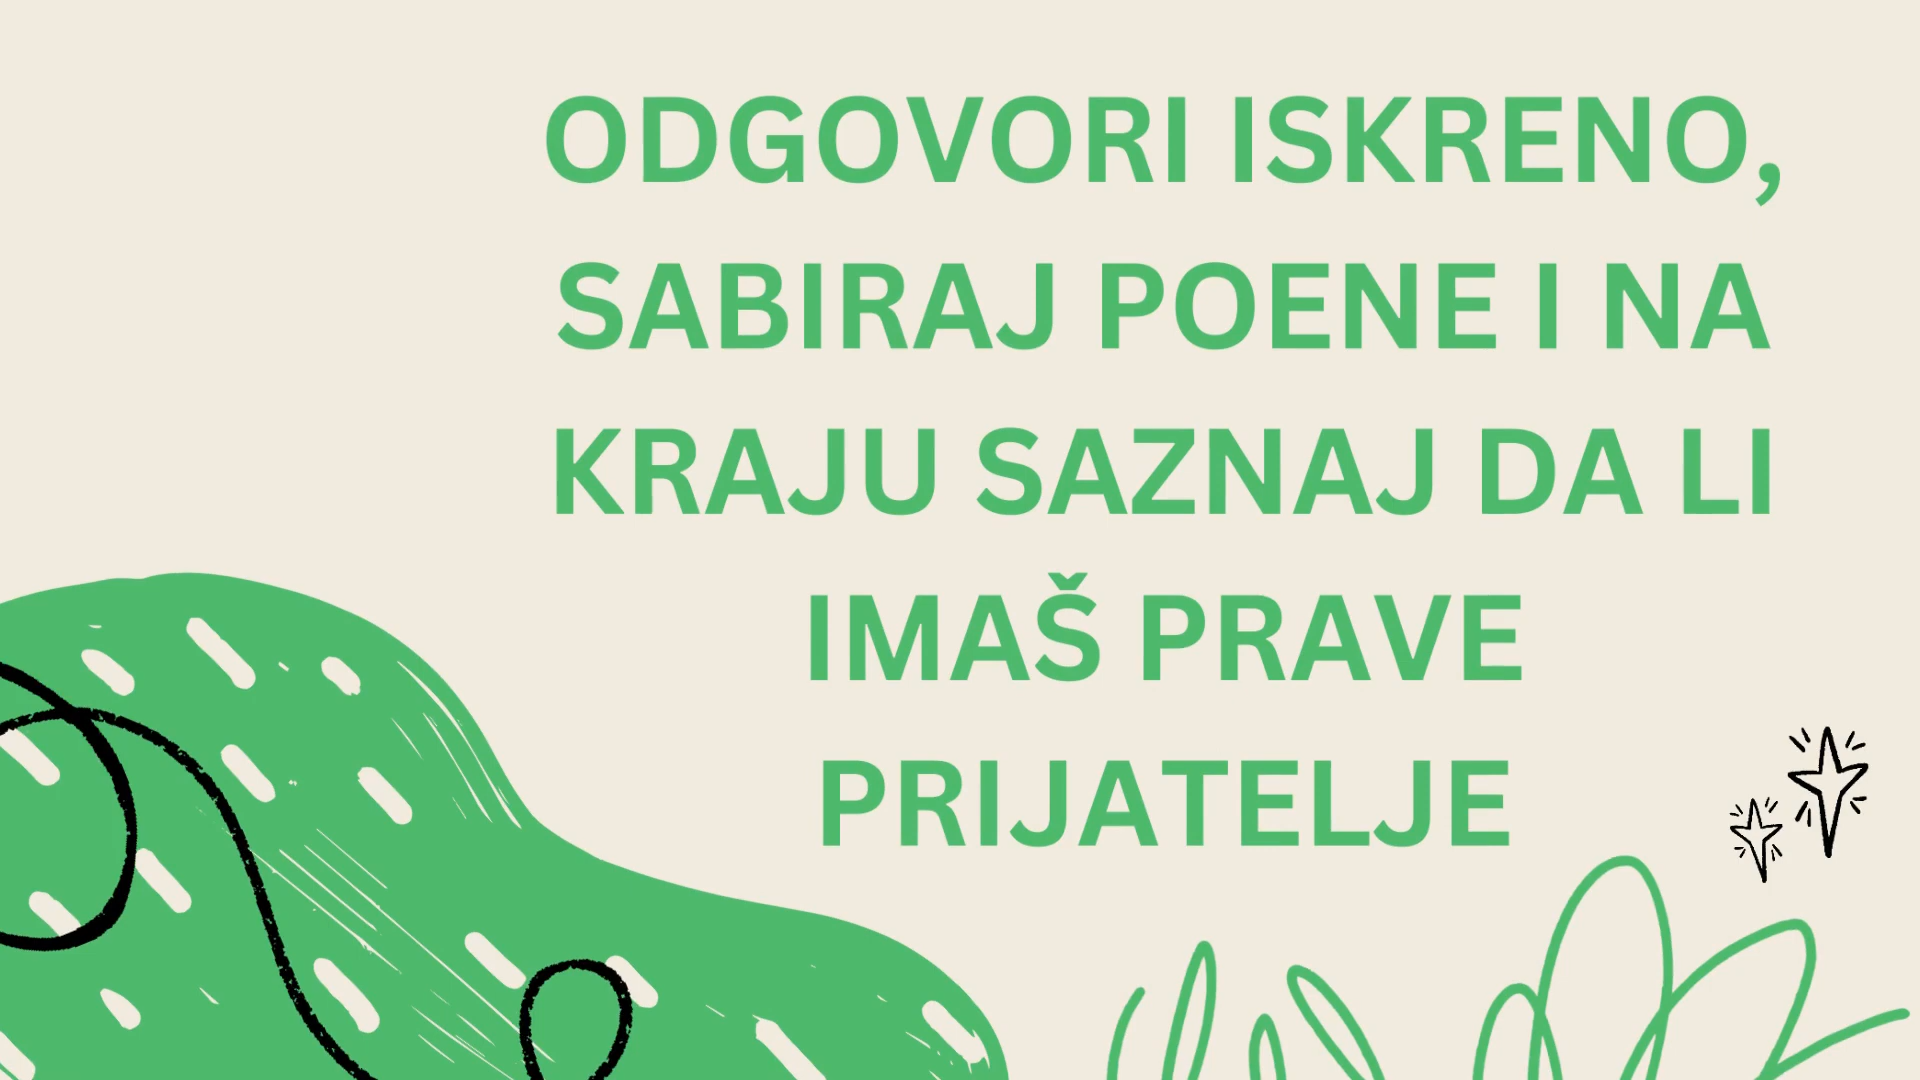 ODGOVORI ISKRENO,
SABIRAJ POENE I NA
KRAJU SAZNAJ DA LI
IMAŠ PRAVE
PRIJATELJE